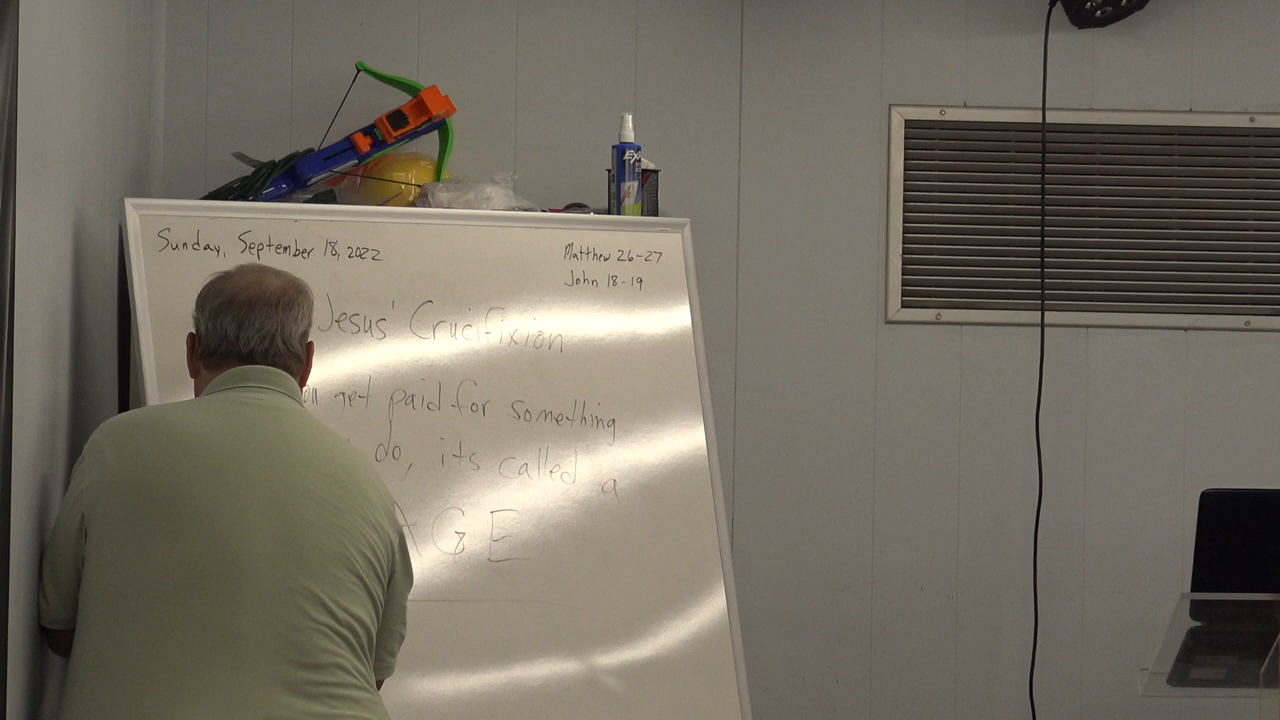 Sunday, September 18, 2022
Matthew 26-27
John 18-19
Jesus' Crucifixion
get paid for something
do, its called a
AGE